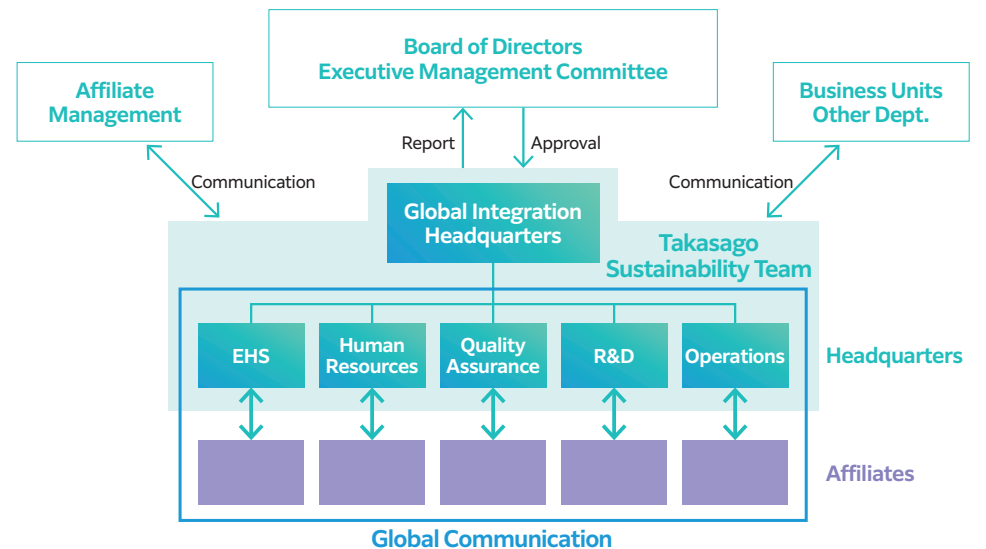 Board of Directors
Executive Management Committee
Affiliate
Management
Business Units
Other Dept.
Report
Approval
Communication
Communication
Global Integration
Headquarters
Takasago
Sustainability Team
EHS
Human
Resources
Quality
Assurance
R&D
Operations
Headquarters
Affiliates
Global Communication